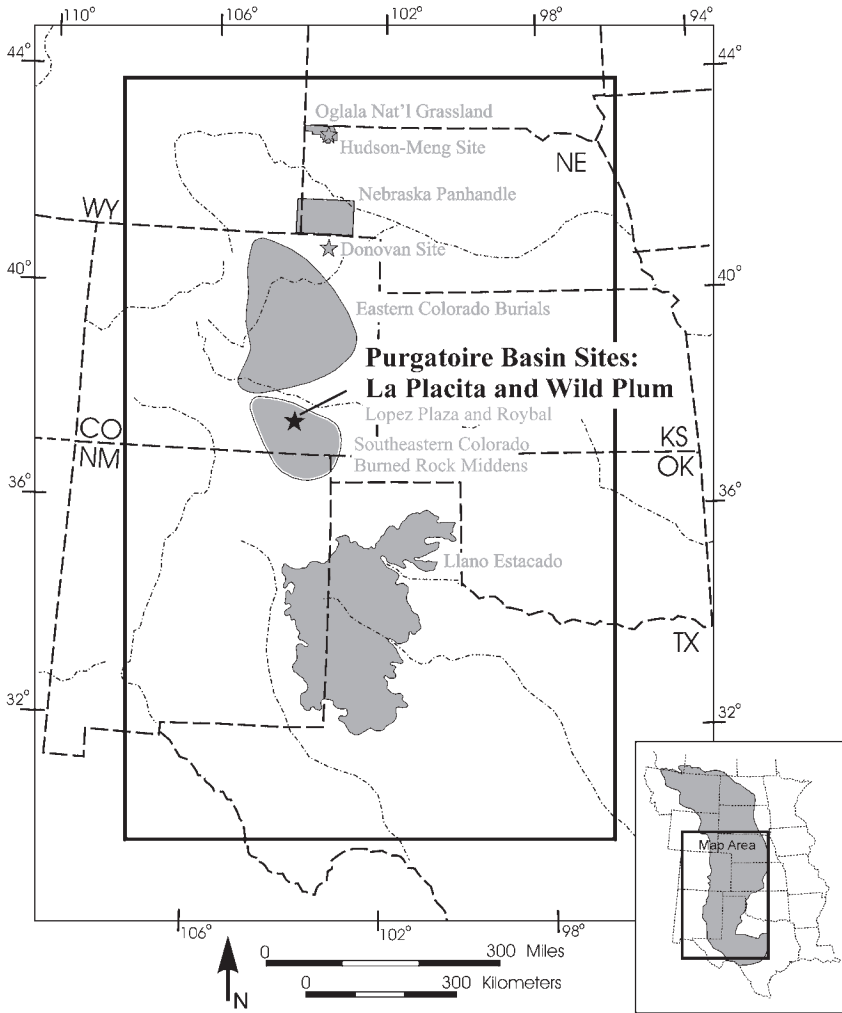 110° 106° 102° 98° 94°
44° 44°
Oglala Nat'l Grassland
Hudson-Meng Site
NE
Nebraska Panhandle
WY
Donovan Site
40° 40°
Eastern Colorado Burials
Purgatoire Basin Sites:
La Placita and Wild Plum
Lopez Plaza and Roybal
CO KS
NM OK
Southeastern Colorado
Burned Rock Middens
36° 36°
Llano Estacado
TX
32° 32°
Map Area
106° 102° 98°
0 300 Miles
0 300 Kilometers
N